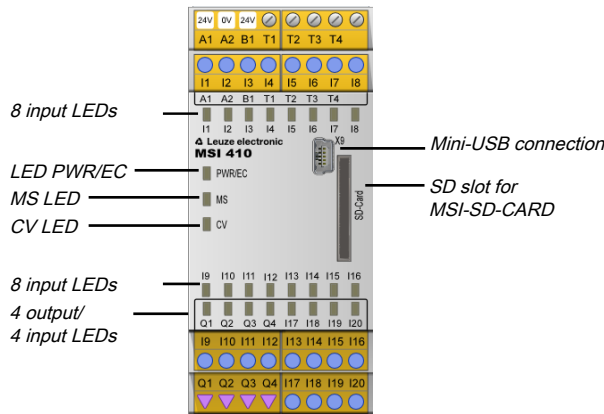 24V 0V 24V
A1 A2 B1 T1 T2 T3 T4
I1 I2 I3 I4 I5 I6 I7 I8
A1 A2 B1 T1 T2 T3 T4
8 input LEDs
I1 I2 I3 I4 I5 I6 I7 I8
Leuze electronic
X9
Mini-USB connection
MSI 410
LED PWR/EC
PWR/EC
MS LED
MS
SD-Card
SD slot for
MSI-SD-CARD
CV LED
CV
I9 I10 I11 I12 I13 I14 I15 I16
8 input LEDs
4 output/
4 input LEDs
Q1 Q2 Q3 Q4 I17 I18 I19 I20
I9 I10 I11 I12 I13 I14 I15 I16
Q1 Q2 Q3 Q4 I17 I18 I19 I20